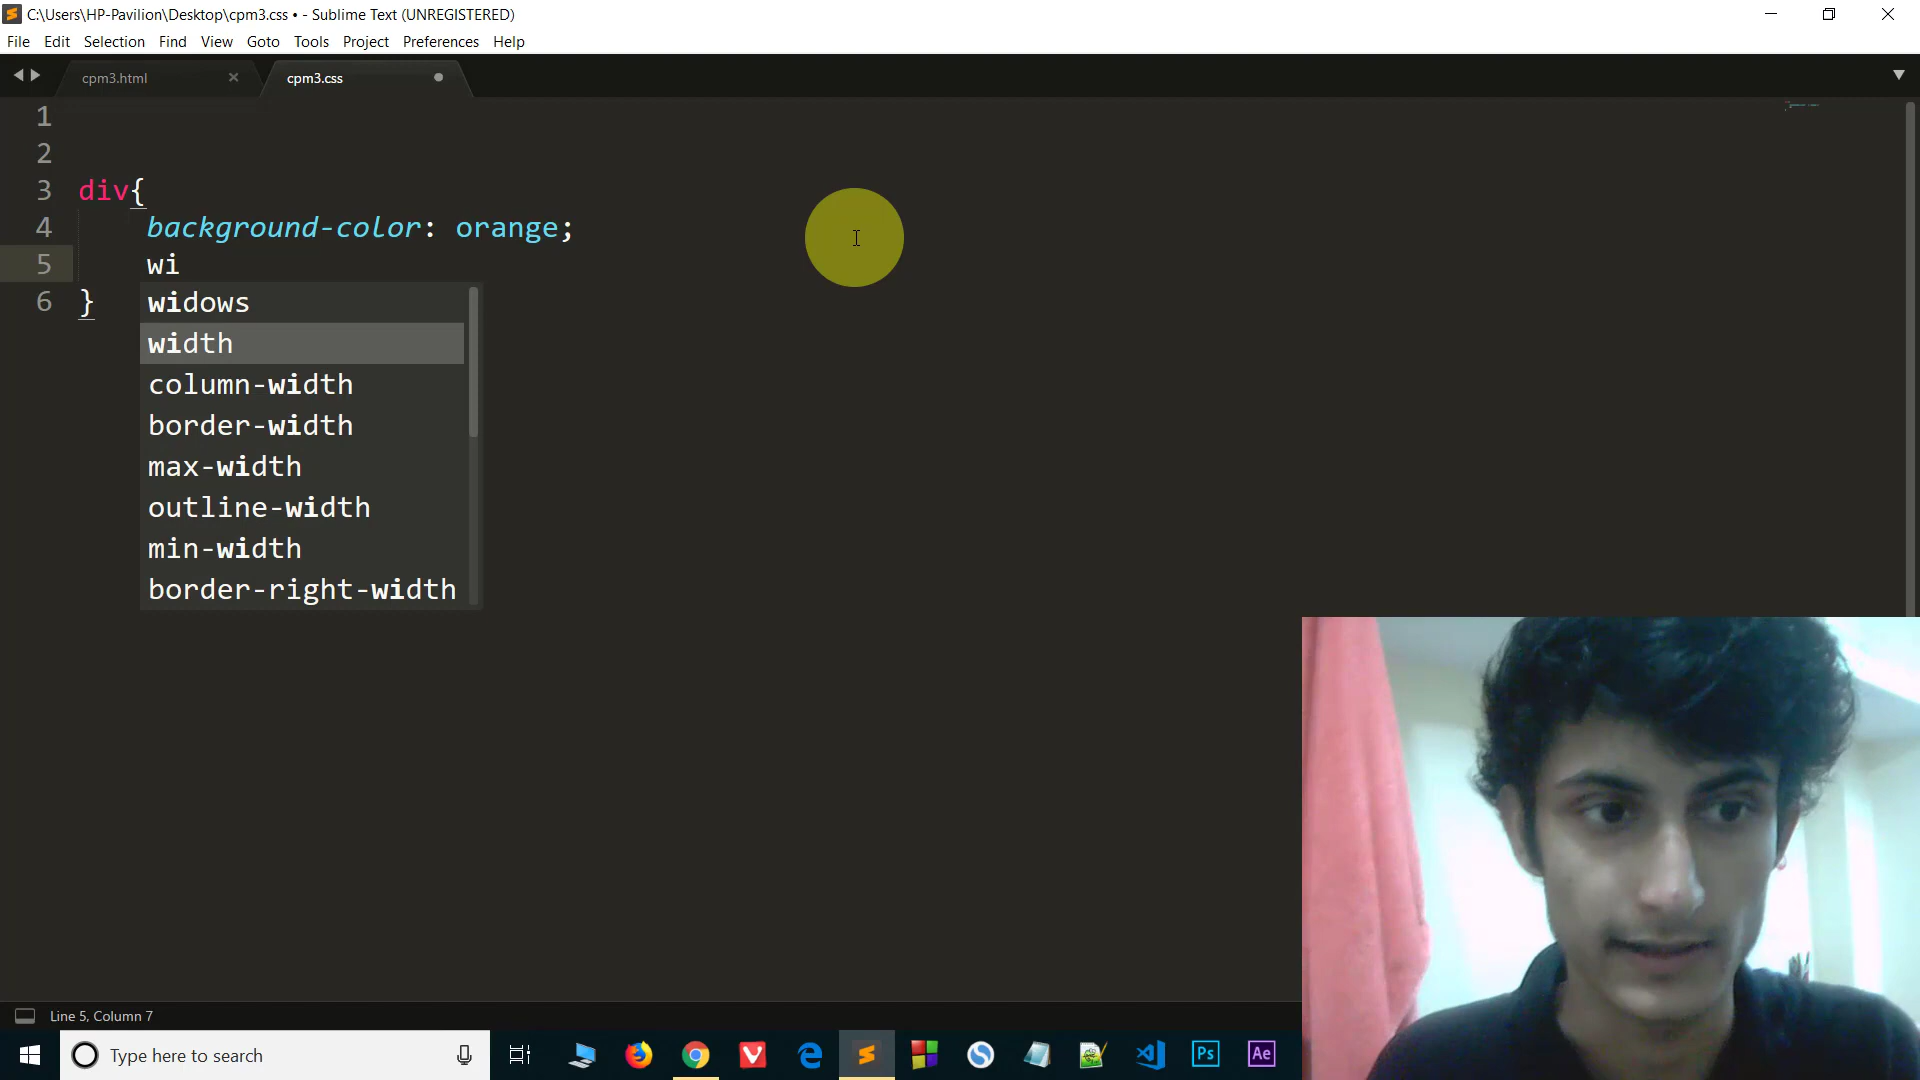 C:\Users\HP-Pavilion\Desktop\cpm3.css • - Sublime Text (UNREGISTERED)
File Edit Selection Find View Goto Tools Project Preferences Help
cpm3.html cpm3.css
1
2
3 div{
4 background-color: orange;
5 wi
6 }
widows
width
column-width
border-width
max-width
outline-width
min-width
border-right-width
Line 5, Column 7
Type here to search
Ps Ae